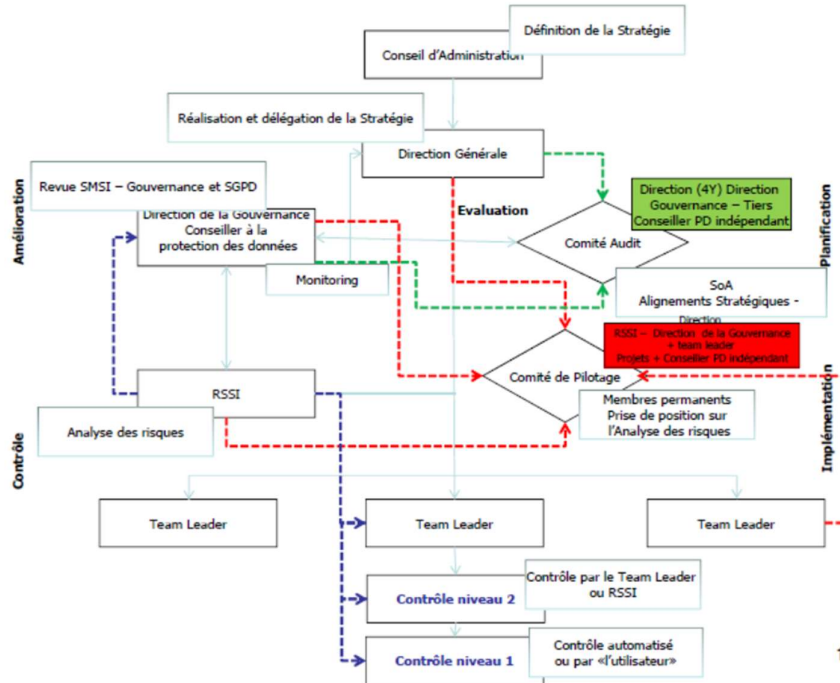 Définition de la Stratégie
Conseil d'Administration
Réalisation et délégation de la Stratégie
Direction Générale
Revue SMSI – Gouvernance et SGPD
Direction de la Gouvernance
Conseiller à la
protection des données
Evaluation
Direction (4Y) Direction
Gouvernance – Tiers
Conseiller PD indépendant
Amélioration
Planification
Comité Audit
Monitoring
SoA
Alignements Stratégiques -
Direction
RSSI – Direction de la Gouvernance
+ team leader
Projets + Conseiller PD indépendant
Comité de Pilotage
RSSI
Membres permanents
Prise de position sur
l'Analyse des risques
Analyse des risques
Contrôle
Implémentation
Team Leader
Team Leader
Team Leader
Contrôle niveau 2
Contrôle par le Team Leader
ou RSSI
Contrôle niveau 1
Contrôle automatisé
ou par «l'utilisateur»
1